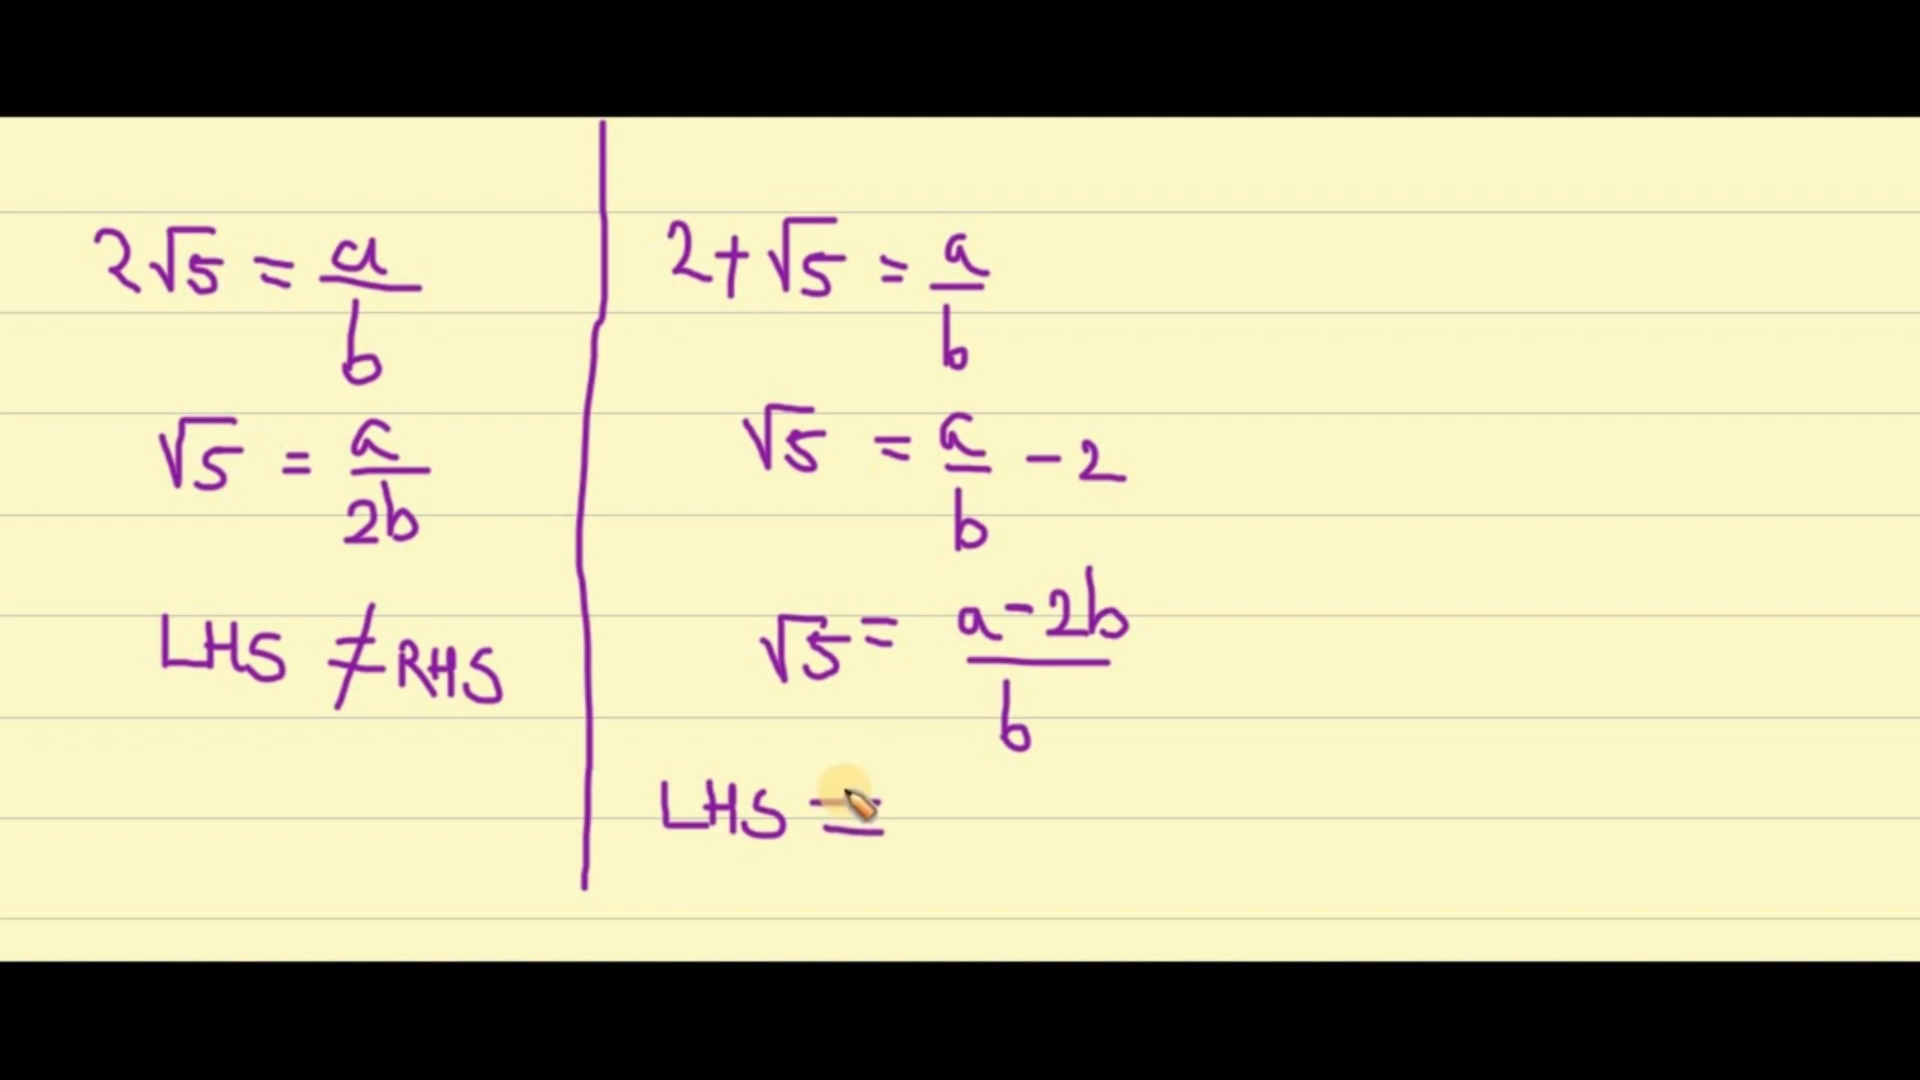 2√5 = a/b
√5 = a/2b
LHS ≠ RHS
2+√5 = a/b
√5 = a/b - 2
√5 = a-2b/b
LHS =